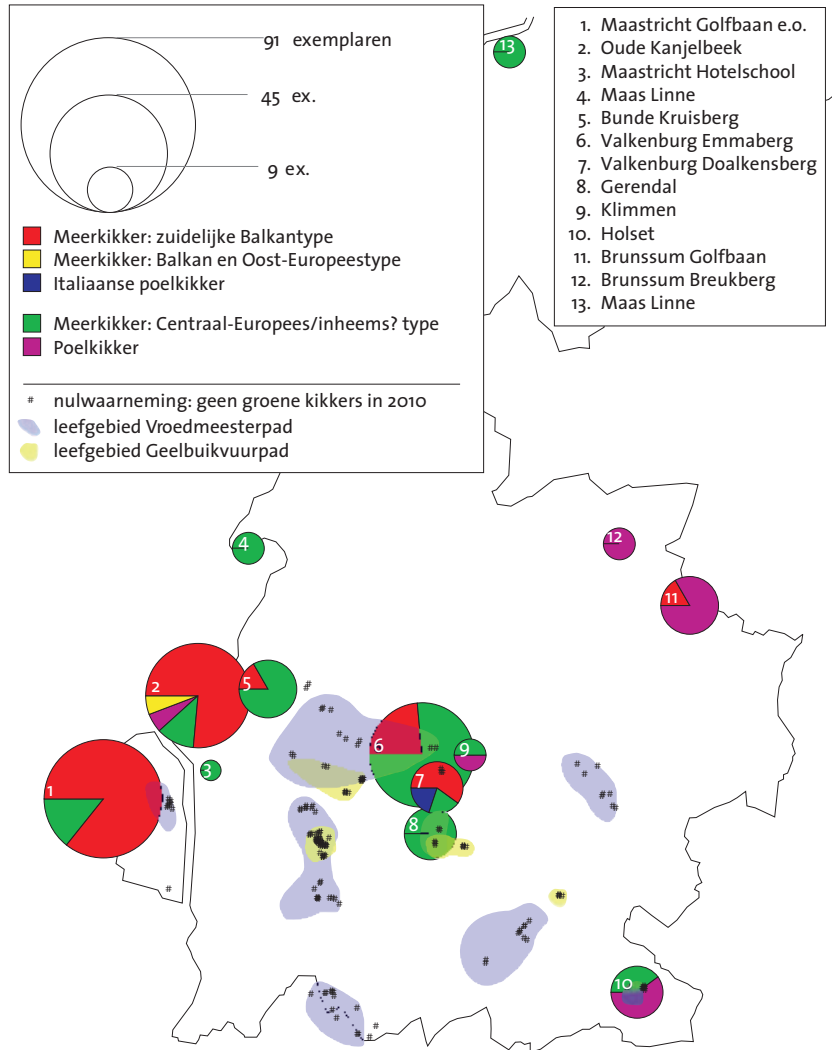 91 exemplaren
45 ex.
9 ex.
Meerkikker: zuidelijke Balkantype
Meerkikker: Balkan en Oost-Europeestype
Italiaanse poelkikker
Meerkikker: Centraal-Europees/inheems? type
Poelkikker
# nulwaarneming: geen groene kikkers in 2010
leefgebied Vroedmeesterpad
leefgebied Geelbuikvuurpad
1. Maastricht Golfbaan e.o.
2. Oude Kanjelbeek
3. Maastricht Hotelschool
4. Maas Linne
5. Bunde Kruisberg
6. Valkenburg Emmaberg
7. Valkenburg Doalkensberg
8. Gerendal
9. Klimmen
10. Holset
11. Brunssum Golfbaan
12. Brunssum Breukberg
13. Maas Linne
13
4
12
11
2
5
6
9
3
7
1
8
10